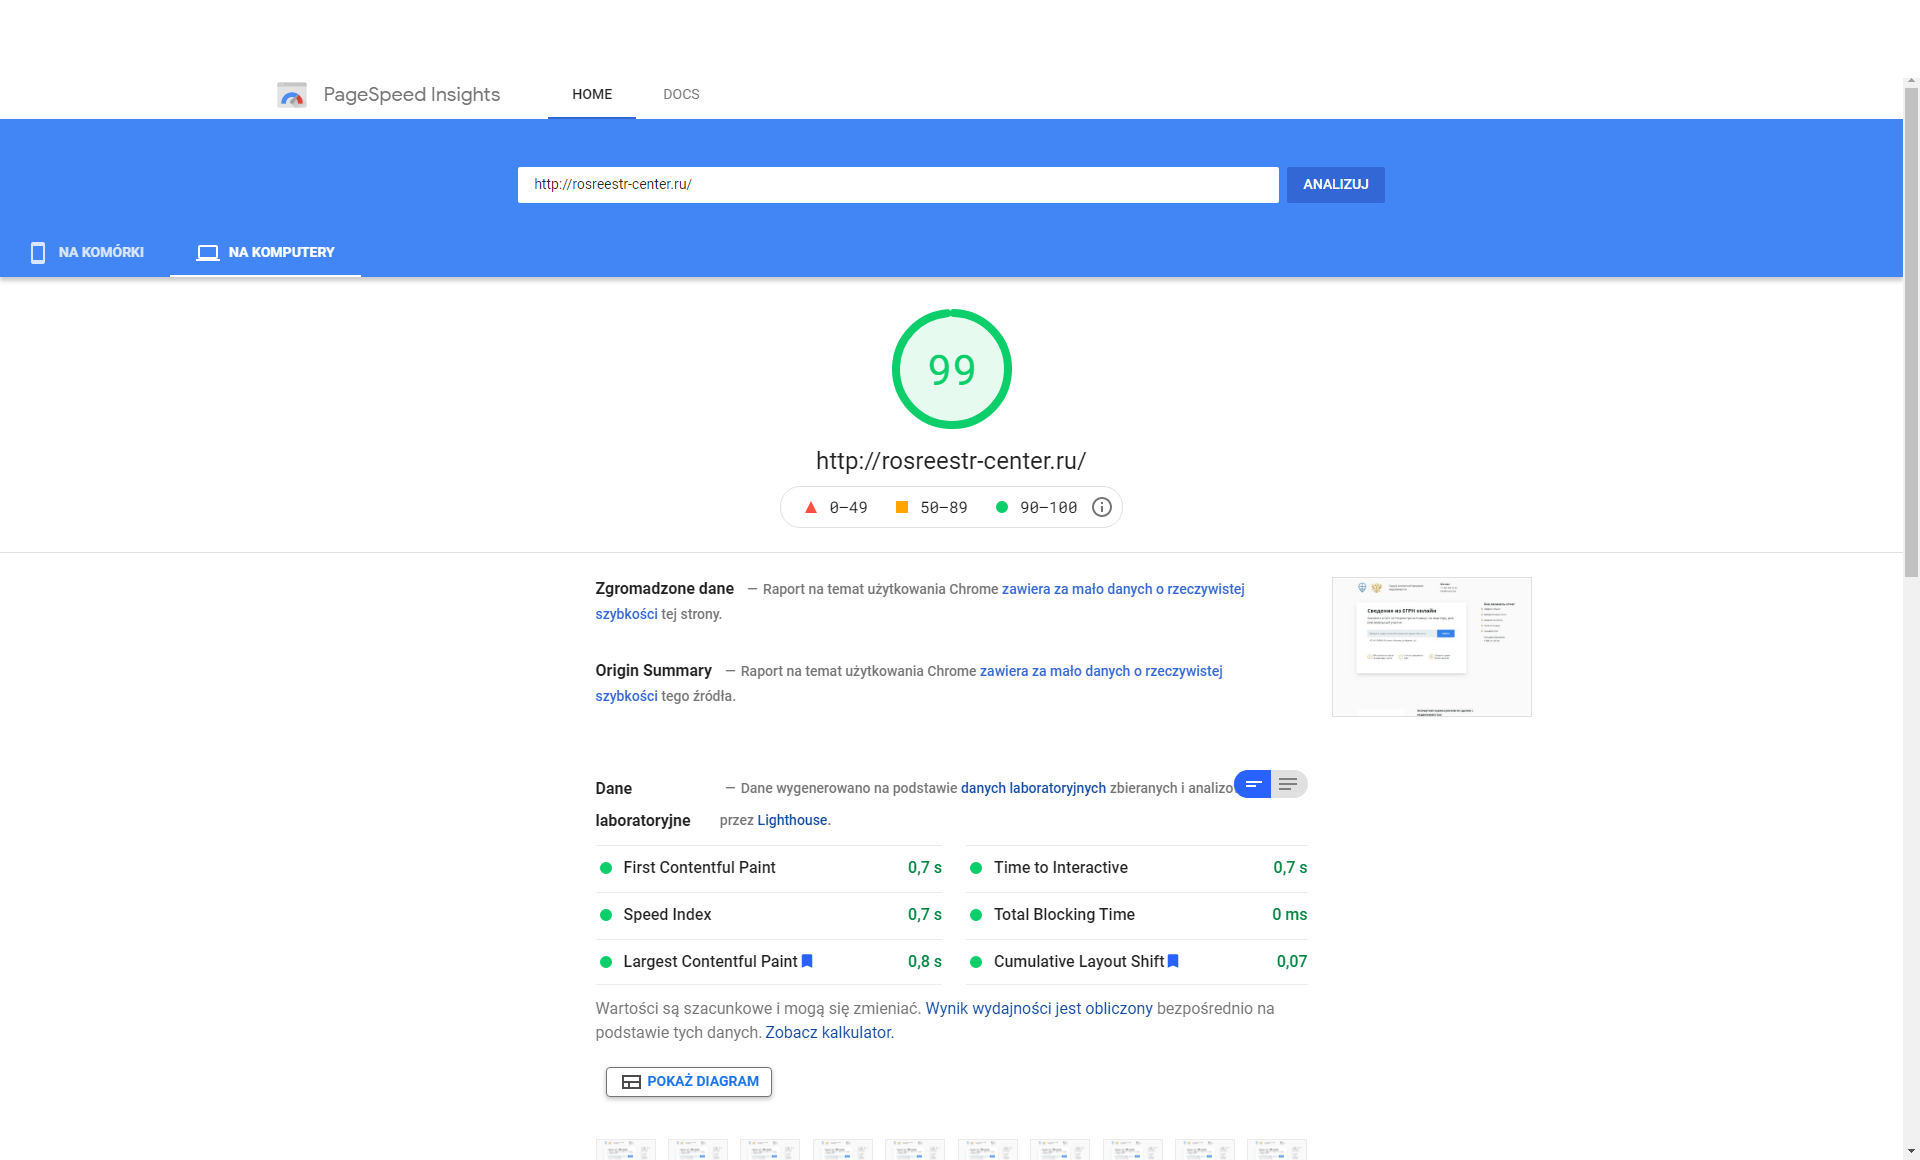 PageSpeed Insights
HOME
DOCS
http://rosreestr-center.ru/
ANALIZUJ
NA KOMÓRKI
NA KOMPUTERY
99
http://rosreestr-center.ru/
0–49
50–89
90–100
Zgromadzone dane — Raport na temat użytkowania Chrome zawiera za mało danych o rzeczywistej
szybkości tej strony.
Сведения из ЕГРН онлайн
Origin Summary — Raport na temat użytkowania Chrome zawiera za mało danych o rzeczywistej
szybkości tego źródła.
Dane — Dane wygenerowano na podstawie danych laboratoryjnych zbieranych i analizo
laboratoryjne przez Lighthouse.
First Contentful Paint 0,7 s
Time to Interactive 0,7 s
Speed Index 0,7 s
Total Blocking Time 0 ms
Largest Contentful Paint 0,8 s
Cumulative Layout Shift 0,07
Wartości są szacunkowe i mogą się zmieniać. Wynik wydajności jest obliczony bezpośrednio na
podstawie tych danych. Zobacz kalkulator.
POKAŻ DIAGRAM